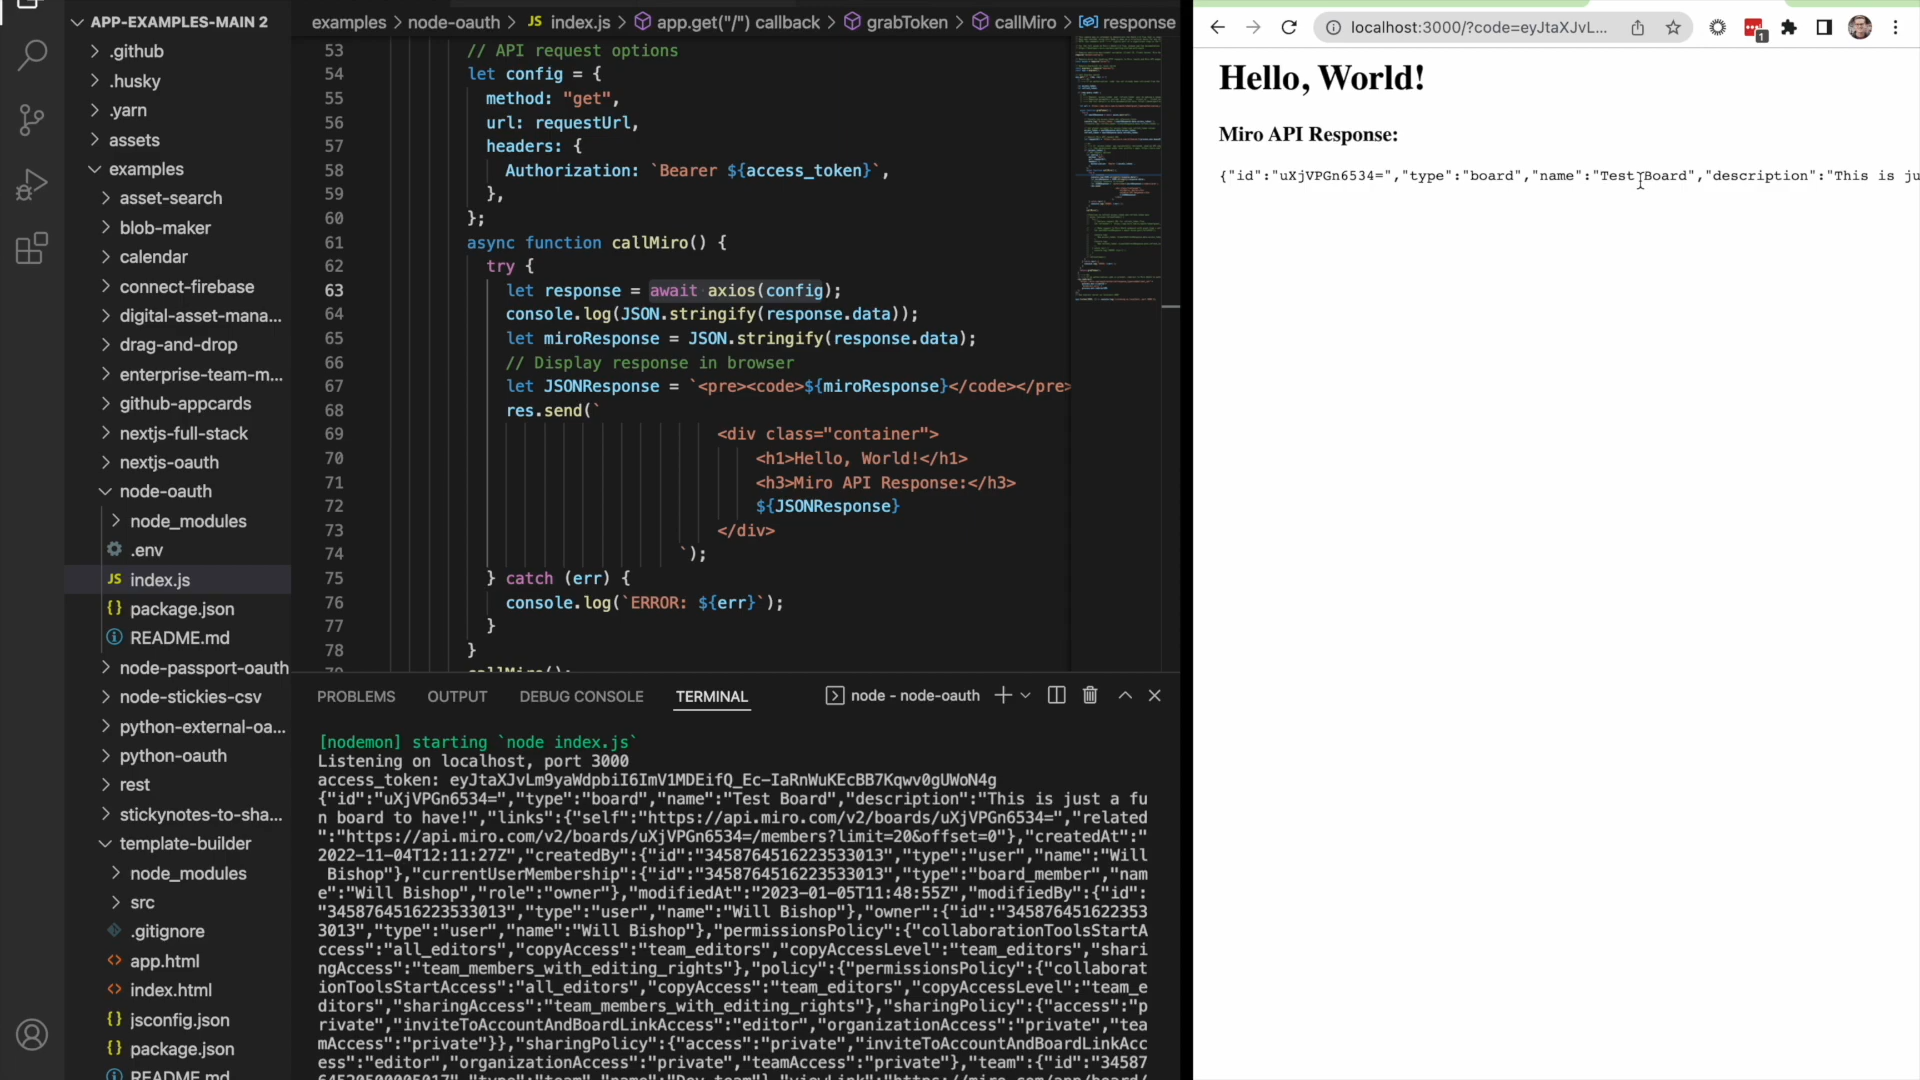 APP-EXAMPLES-MAIN 2
.github
.husky
.yarn
assets
examples
asset-search
blob-maker
calendar
connect-firebase
digital-asset-mana...
drag-and-drop
enterprise-team-m...
github-appcards
nextjs-full-stack
nextjs-oauth
node-oauth
node_modules
.env
JS index.js
{} package.json
README.md
node-passport-oauth
node-stickies-csv
python-external-oa...
python-oauth
rest
stickynotes-to-sha...
template-builder
node_modules
src
.gitignore
<> app.html
<> index.html
{} jsconfig.json
{} package.json
README.md
examples > node-oauth > JS index.js > app.get("/") callback > grabToken > callMiro > response
53 // API request options
54 let config = {
55 method: "get",
56 url: requestUrl,
57 headers: {
58 Authorization: `Bearer ${access_token}`,
59 },
60 };
61 async function callMiro() {
62 try {
63 let response = await axios(config);
64 console.log(JSON.stringify(response.data));
65 let miroResponse = JSON.stringify(response.data);
66 // Display response in browser
67 let JSONResponse = `<pre><code>${miroResponse}</code></pre>
68 res.send(`
69 <div class="container">
70 <h1>Hello, World!</h1>
71 <h3>Miro API Response:</h3>
72 ${JSONResponse}
73 </div>
74 `);
75 } catch (err) {
76 console.log(`ERROR: ${err}`);
77 }
78 }
79 callMiro();
PROBLEMS OUTPUT DEBUG CONSOLE TERMINAL node - node-oauth
[nodemon] starting `node index.js`
Listening on localhost, port 3000
access_token: eyJtaXJvLm9yaWdpbiI6ImV1MDEifQ_Ec-IaRnWuKEcBB7Kqwv0gUWoN4g
{"id":"uXjVPGn6534=","type":"board","name":"Test Board","description":"This is just a fu
n board to have!","links":{"self":"https://api.miro.com/v2/boards/uXjVPGn6534=","related
":"https://api.miro.com/v2/boards/uXjVPGn6534=/members?limit=20&offset=0"},"createdAt":"
2022-11-04T12:11:27Z","createdBy":{"id":"3458764516223533013","type":"user","name":"Will
Bishop"},"currentUserMembership":{"id":"3458764516223533013","type":"board_member","nam
e":"Will Bishop","role":"owner"},"modifiedAt":"2023-01-05T11:48:55Z","modifiedBy":{"id":
"3458764516223533013","type":"user","name":"Will Bishop"},"owner":{"id":"345876451622353
3013","type":"user","name":"Will Bishop"},"permissionsPolicy":{"collaborationToolsStartA
ccess":"all_editors","copyAccess":"team_editors","copyAccessLevel":"team_editors","shari
ngAccess":"team_members_with_editing_rights"},"policy":{"permissionsPolicy":{"collaborat
ionToolsStartAccess":"all_editors","copyAccess":"team_editors","copyAccessLevel":"team_e
ditors","sharingAccess":"team_members_with_editing_rights"},"sharingPolicy":{"access":"p
rivate","inviteToAccountAndBoardLinkAccess":"editor","organizationAccess":"private","tea
mAccess":"private"}},"sharingPolicy":{"access":"private","inviteToAccountAndBoardLinkAcc
ess":"editor","organizationAccess":"private","teamAccess":"private"},"team":{"id":"34587
localhost:3000/?code=eyJtaXJvL...
1
Hello, World!
Miro API Response:
{"id":"uXjVPGn6534=","type":"board","name":"Test Board","description":"This is ju